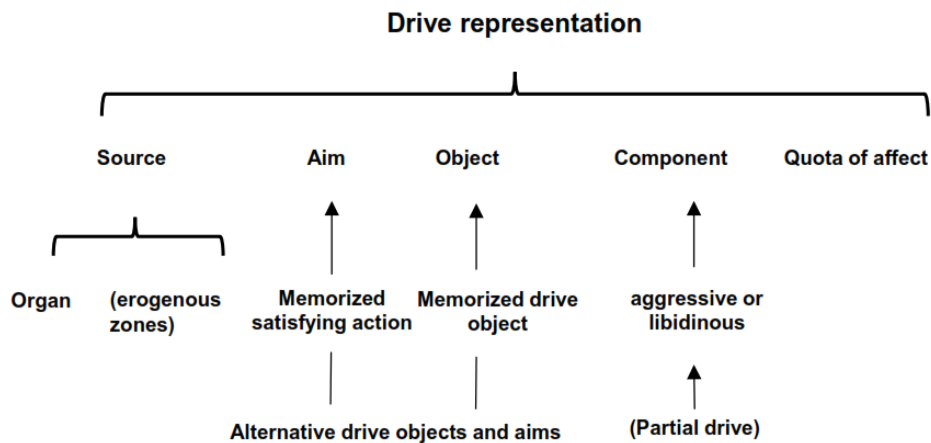 Drive representation
Source Aim Object Component Quota of affect
Organ (erogenous zones) Memorized satisfying action Memorized drive object aggressive or libidinous
Alternative drive objects and aims (Partial drive)